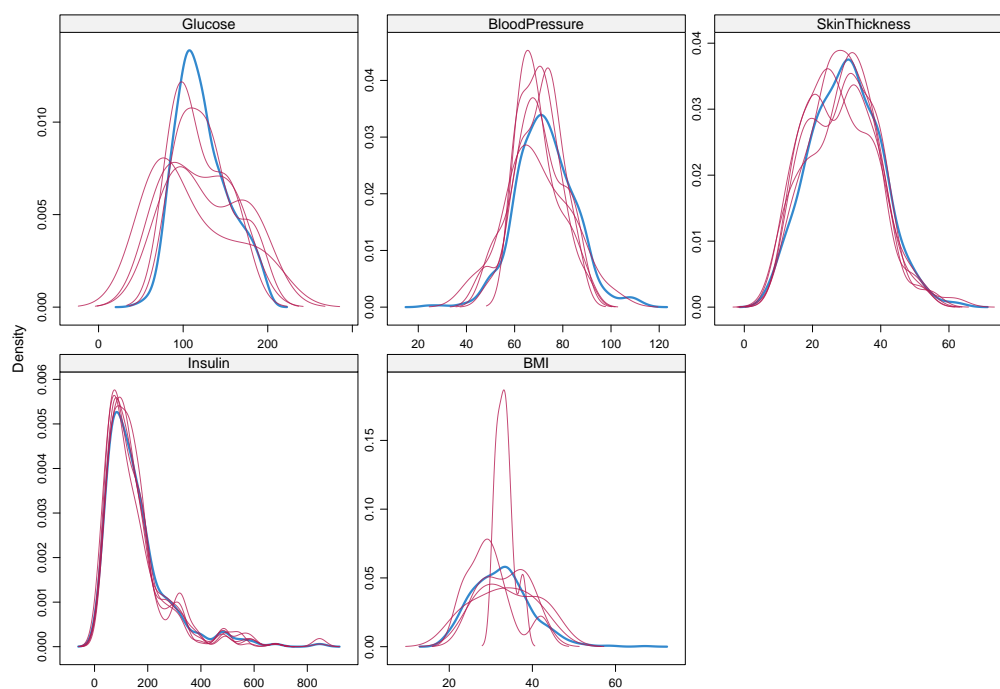 Glucose
BloodPressure
SkinThickness
0.000 0.005 0.010
0 100 200
0.00 0.01 0.02 0.03 0.04
20 40 60 80 100 120
0.00 0.01 0.02 0.03 0.04
0 20 40 60
Density
Insulin
BMI
0.000 0.001 0.002 0.003 0.004 0.005 0.006
0 200 400 600 800
0.00 0.05 0.10 0.15
20 40 60